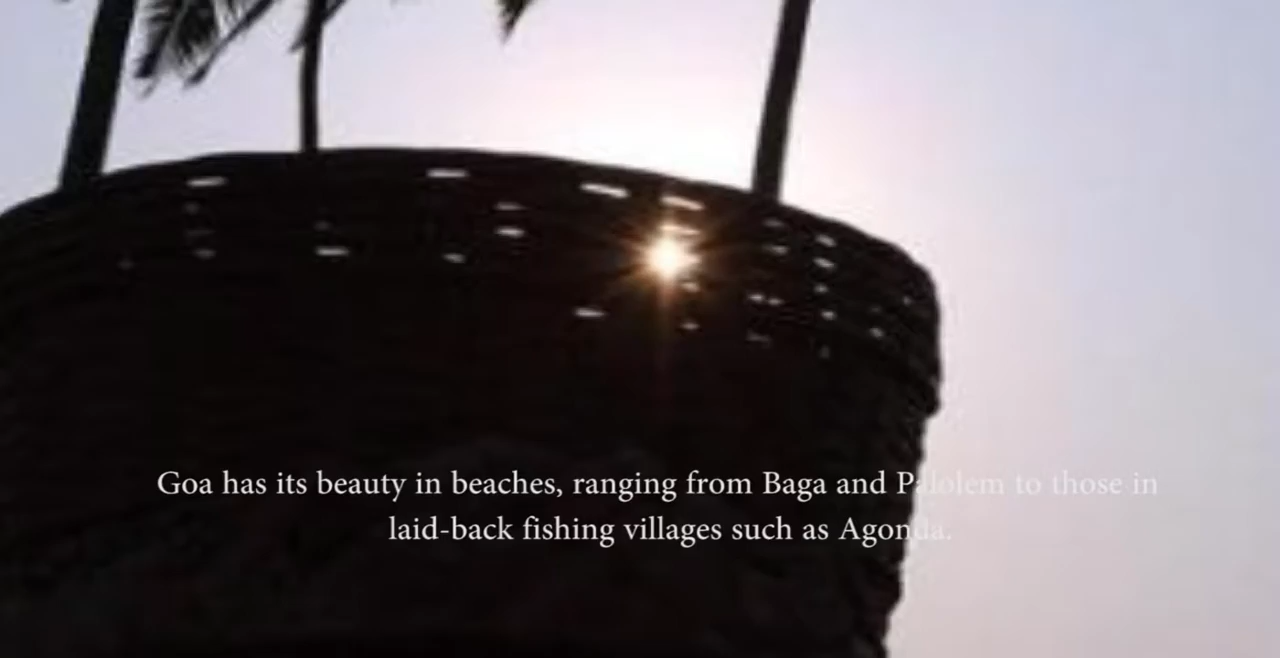 Goa has its beauty in beaches, ranging from Baga and Palolem to those in
laid-back fishing villages such as Agonda.